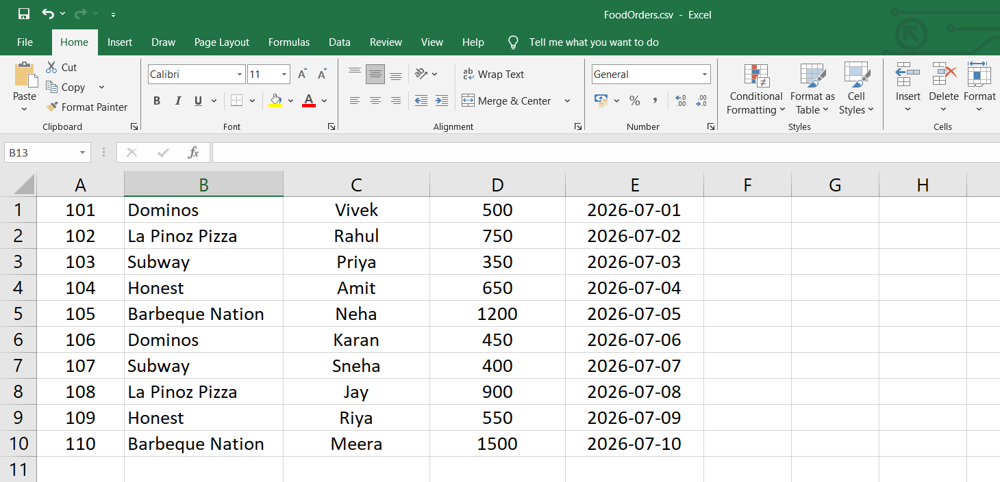 FoodOrders.csv - Excel
File Home Insert Draw Page Layout Formulas Data Review View Help Tell me what you want to do
Paste
Cut
Copy
Format Painter
Clipboard
Calibri 11
B I U A
Font
ab Wrap Text
Merge & Center
Alignment
General
% , .00 .00
Number
Conditional Formatting
Format as Table
Cell Styles
Styles
Insert Delete Format
Cells
B13 fx
A B C D E F G H
1 101 Dominos Vivek 500 2026-07-01
2 102 La Pinoz Pizza Rahul 750 2026-07-02
3 103 Subway Priya 350 2026-07-03
4 104 Honest Amit 650 2026-07-04
5 105 Barbeque Nation Neha 1200 2026-07-05
6 106 Dominos Karan 450 2026-07-06
7 107 Subway Sneha 400 2026-07-07
8 108 La Pinoz Pizza Jay 900 2026-07-08
9 109 Honest Riya 550 2026-07-09
10 110 Barbeque Nation Meera 1500 2026-07-10
11